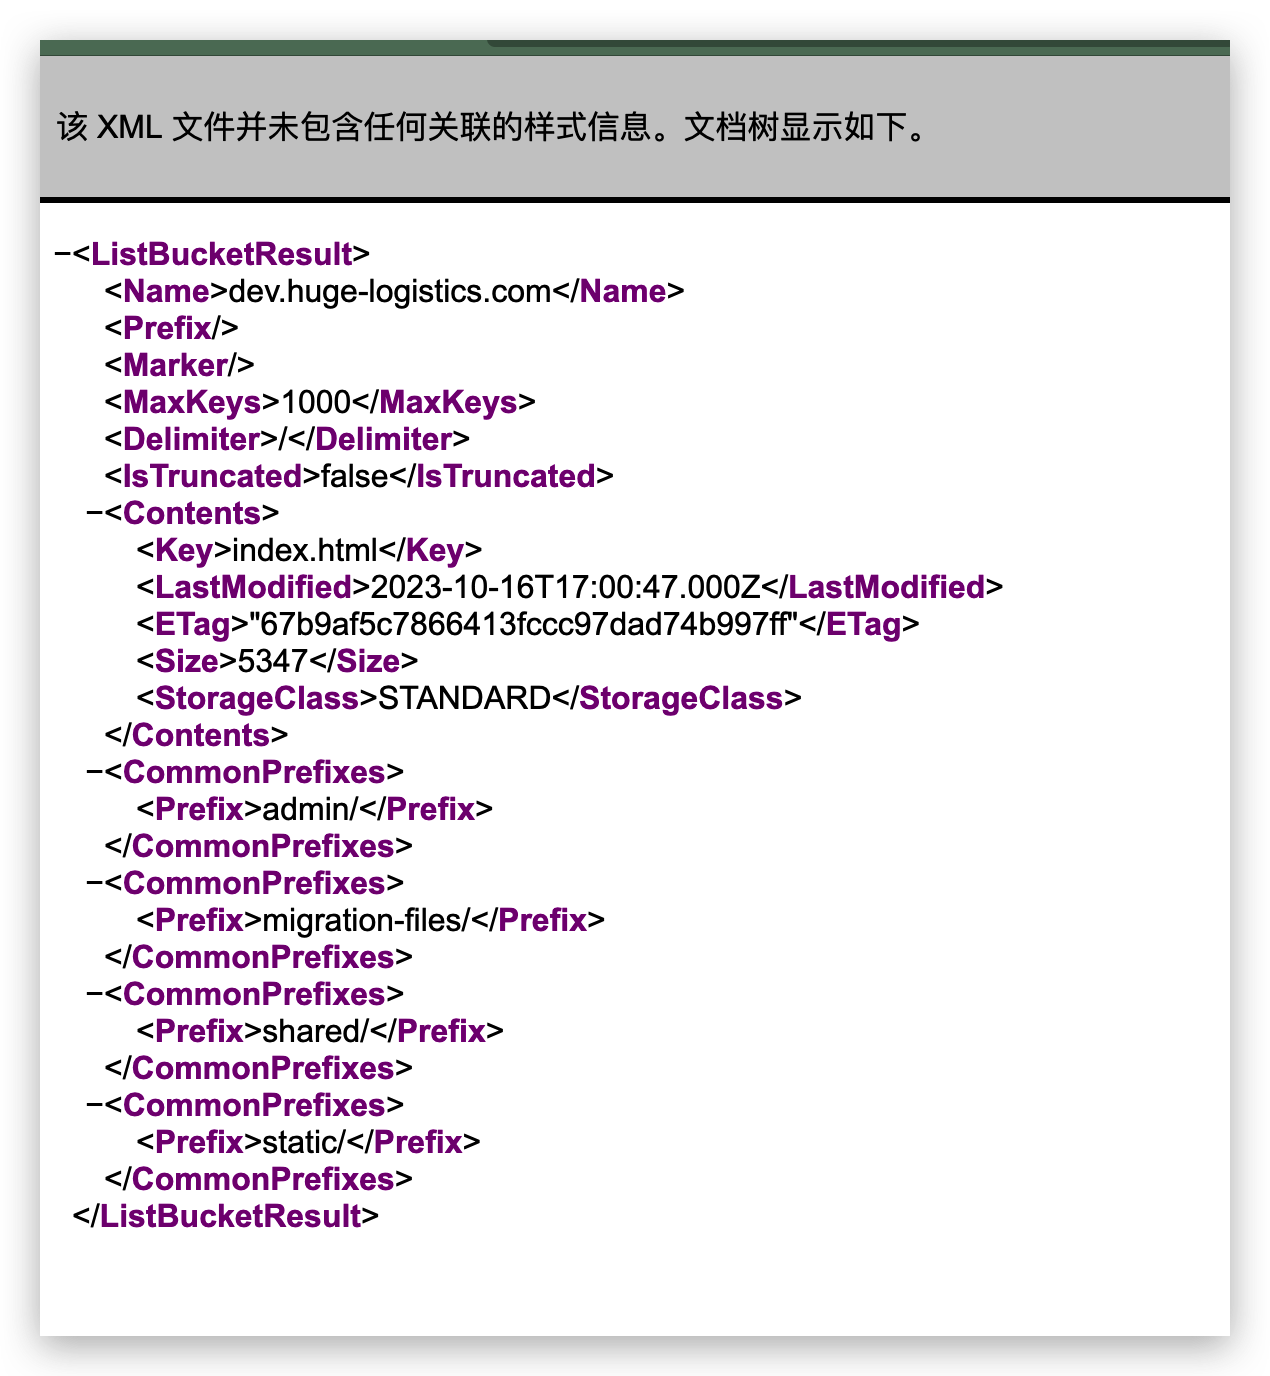 该 XML 文件并未包含任何关联的样式信息。文档树显示如下。
−<ListBucketResult>
<Name>dev.huge-logistics.com</Name>
<Prefix/>
<Marker/>
<MaxKeys>1000</MaxKeys>
<Delimiter>/</Delimiter>
<IsTruncated>false</IsTruncated>
−<Contents>
<Key>index.html</Key>
<LastModified>2023-10-16T17:00:47.000Z</LastModified>
<ETag>"67b9af5c7866413fccc97dad74b997ff"</ETag>
<Size>5347</Size>
<StorageClass>STANDARD</StorageClass>
</Contents>
−<CommonPrefixes>
<Prefix>admin/</Prefix>
</CommonPrefixes>
−<CommonPrefixes>
<Prefix>migration-files/</Prefix>
</CommonPrefixes>
−<CommonPrefixes>
<Prefix>shared/</Prefix>
</CommonPrefixes>
−<CommonPrefixes>
<Prefix>static/</Prefix>
</CommonPrefixes>
</ListBucketResult>